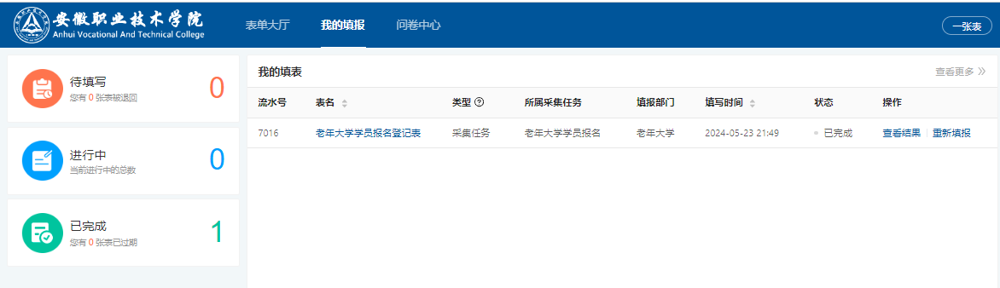 安徽职业技术学院
Anhui Vocational And Technical College
表单大厅 我的填报 问卷中心 一张表
待填写 0
您有 0 张表被退回
进行中 0
当前进行中的总数
已完成 1
您有 0 张表已过期
我的填表 查看更多
流水号 表名 类型 所属采集任务 填报部门 填写时间 状态 操作
7016 老年大学学员报名登记表 采集任务 老年大学学员报名 老年大学 2024-05-23 21:49 已完成 查看结果 重新填报